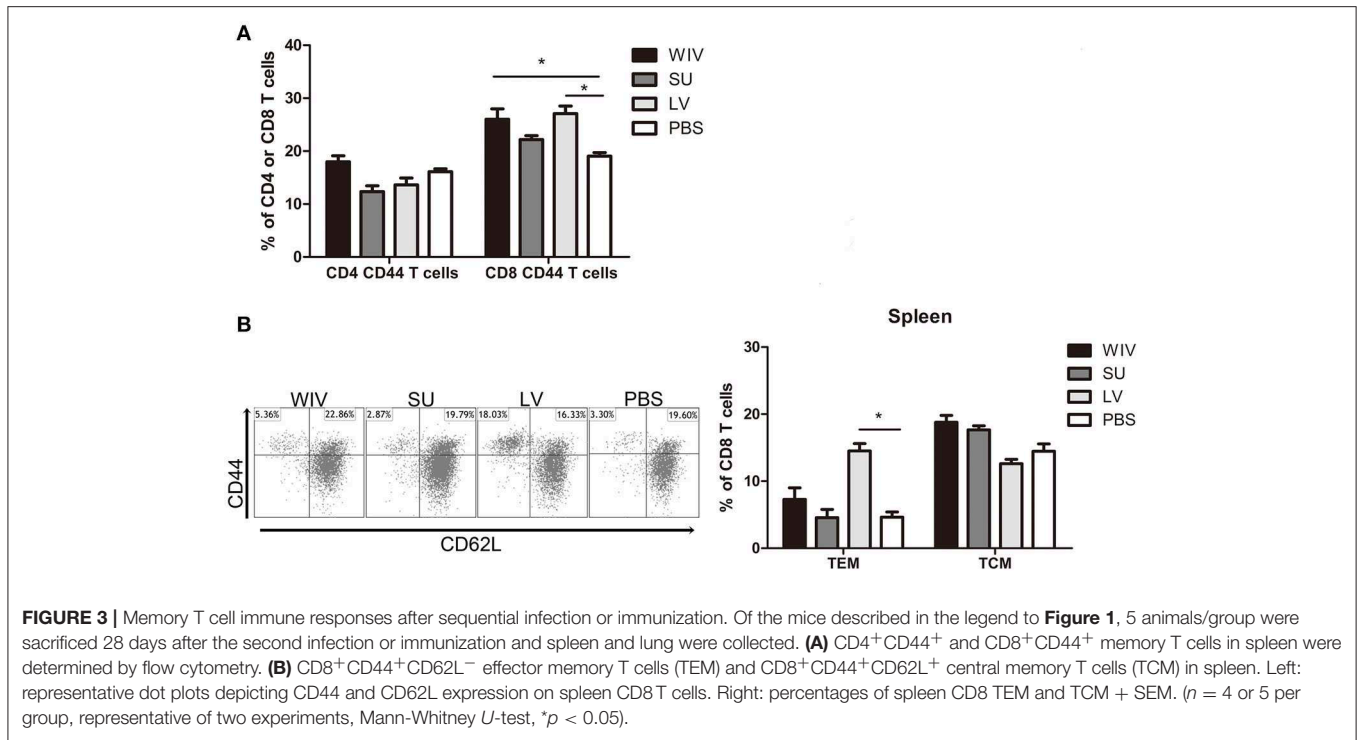 A
% of CD4 or CD8 T cells
40
30
20
10
0
*
*
WIV
SU
LV
PBS
CD4 CD44 T cells
CD8 CD44 T cells
B
WIV
SU
LV
PBS
5.36%
22.86%
2.87%
19.79%
18.03%
16.33%
3.30%
19.60%
CD44
CD62L
Spleen
% of CD8 T cells
30
20
10
0
*
WIV
SU
LV
PBS
TEM
TCM
FIGURE 3 | Memory T cell immune responses after sequential infection or immunization. Of the mice described in the legend to Figure 1, 5 animals/group were
sacrificed 28 days after the second infection or immunization and spleen and lung were collected. (A) CD4⁺CD44⁺ and CD8⁺CD44⁺ memory T cells in spleen were
determined by flow cytometry. (B) CD8⁺CD44⁺CD62L⁻ effector memory T cells (TEM) and CD8⁺CD44⁺CD62L⁺ central memory T cells (TCM) in spleen. Left:
representative dot plots depicting CD44 and CD62L expression on spleen CD8 T cells. Right: percentages of spleen CD8 TEM and TCM + SEM. (n = 4 or 5 per
group, representative of two experiments, Mann-Whitney U-test, *p < 0.05).